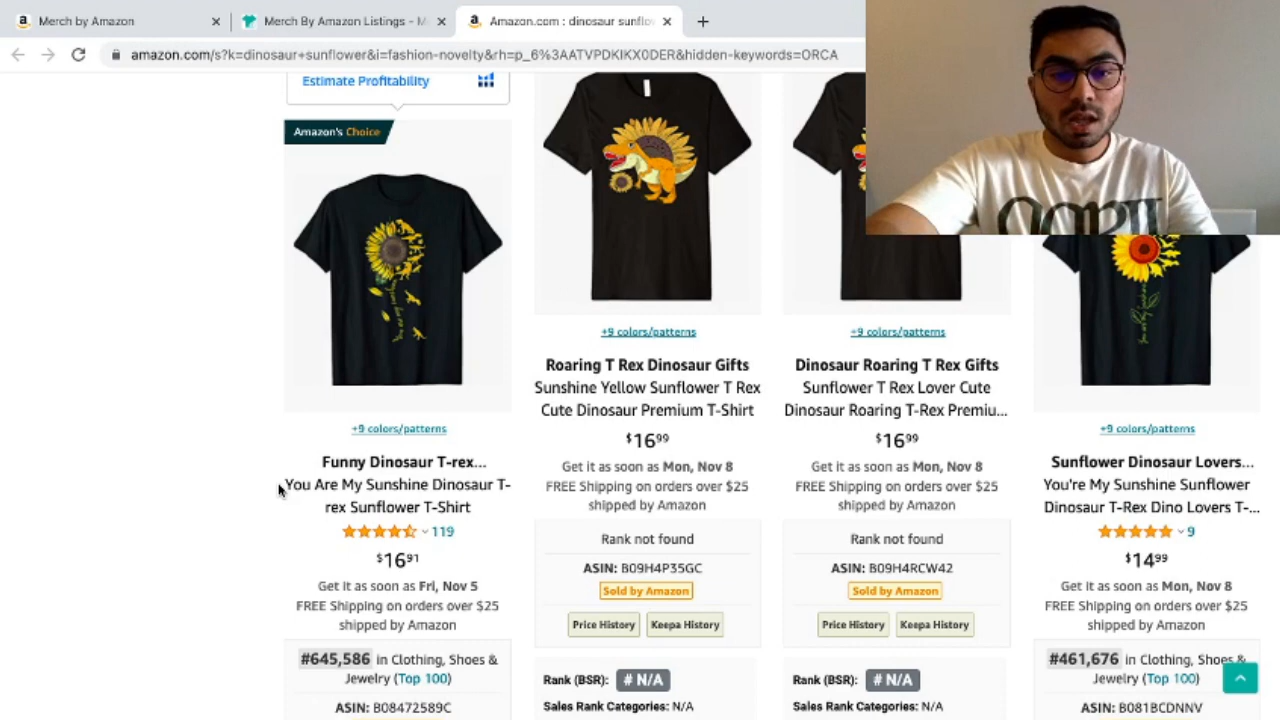 Merch by Amazon
Merch By Amazon Listings - M
Amazon.com : dinosaur sunflo
amazon.com/s?k=dinosaur+sunflower&i=fashion-novelty&rh=p_6%3AATVPDKIKX0DER&hidden-keywords=ORCA
Estimate Profitability
Amazon's Choice
+9 colors/patterns
Funny Dinosaur T-rex...
You Are My Sunshine Dinosaur T-
rex Sunflower T-Shirt
119
$16.91
Get it as soon as Fri, Nov 5
FREE Shipping on orders over $25
shipped by Amazon
#645,586 in Clothing, Shoes &
Jewelry (Top 100)
ASIN: B08472589C
+9 colors/patterns
Roaring T Rex Dinosaur Gifts
Sunshine Yellow Sunflower T Rex
Cute Dinosaur Premium T-Shirt
$16.99
Get it as soon as Mon, Nov 8
FREE Shipping on orders over $25
shipped by Amazon
Rank not found
ASIN: B09H4P35GC
Sold by Amazon
Price History Keepa History
Rank (BSR): # N/A
Sales Rank Categories: N/A
+9 colors/patterns
Dinosaur Roaring T Rex Gifts
Sunflower T Rex Lover Cute
Dinosaur Roaring T-Rex Premiu...
$16.99
Get it as soon as Mon, Nov 8
FREE Shipping on orders over $25
shipped by Amazon
Rank not found
ASIN: B09H4RCW42
Sold by Amazon
Price History Keepa History
Rank (BSR): # N/A
Sales Rank Categories: N/A
+9 colors/patterns
Sunflower Dinosaur Lovers...
You're My Sunshine Sunflower
Dinosaur T-Rex Dino Lovers T-...
9
$14.99
Get it as soon as Mon, Nov 8
FREE Shipping on orders over $25
shipped by Amazon
#461,676 in Clothing, Shoes &
Jewelry (Top 100)
ASIN: B081BCDNNV